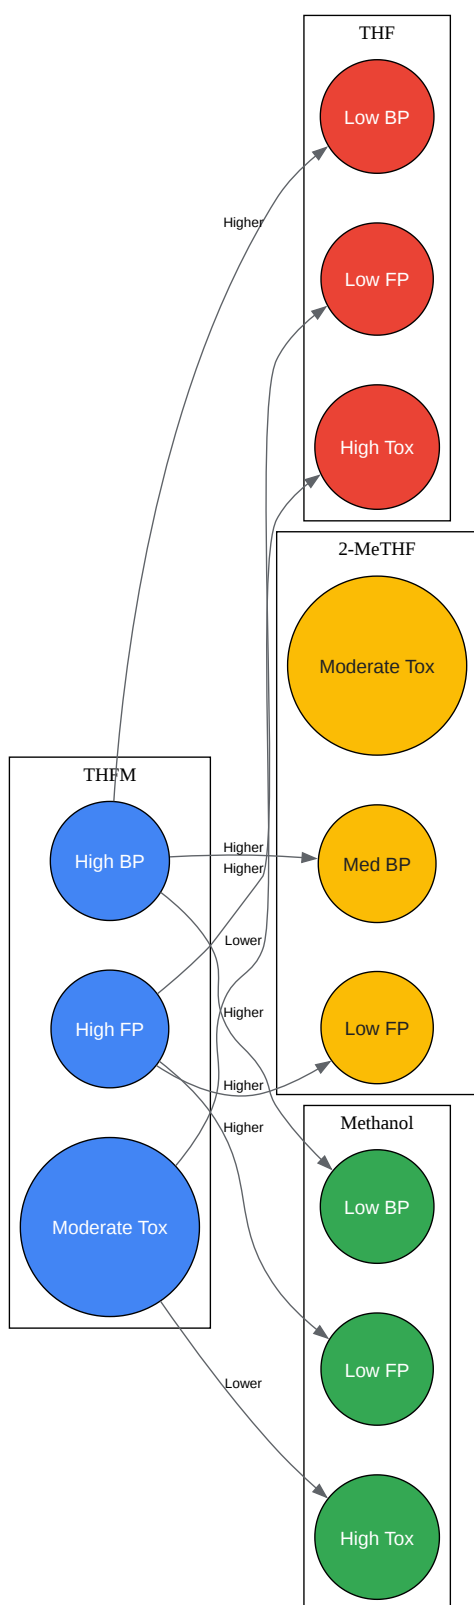 THF
Low BP
Higher
Low FP
High Tox
2-MeTHF
Moderate Tox
THFM
High BP
Higher
Med BP
Higher
Lower
Higher
High FP
Low FP
Higher
Higher
Methanol
Low BP
Moderate Tox
Low FP
Lower
High Tox